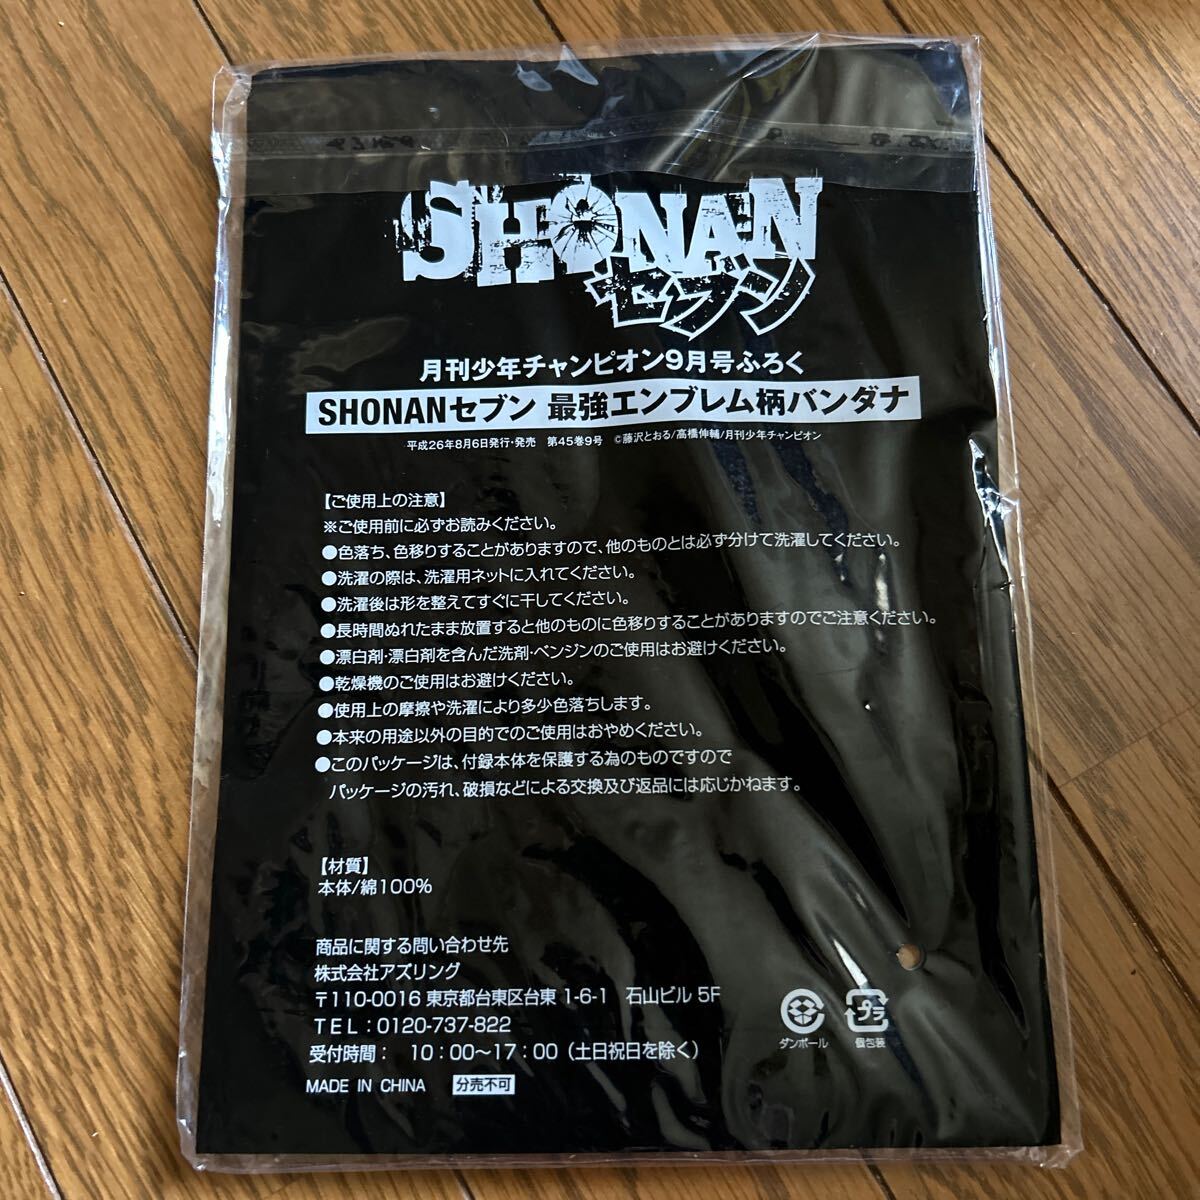 SHONAN
セブン
月刊少年チャンピオン9月号ふろく
SHONANセブン 最強エンブレム柄バンダナ
平成26年8月6日発行・発売 第45巻9号 ©藤沢とおる/高橋伸輔/月刊少年チャンピオン
【ご使用上の注意】
※ご使用前に必ずお読みください。
●色落ち、色移りすることがありますので、他のものとは必ず分けて洗濯してください。
●洗濯の際は、洗濯用ネットに入れてください。
●洗濯後は形を整えてすぐに干してください。
●長時間ぬれたまま放置すると他のものに色移りすることがありますのでご注意ください。
●漂白剤・漂白剤を含んだ洗剤・ベンジンのご使用はお避けください。
●乾燥機のご使用はお避けください。
●使用上の摩擦や洗濯により多少色落ちします。
●本来の用途以外の目的でのご使用はおやめください。
●このパッケージは、付録本体を保護する為のものですので
パッケージの汚れ、破損などによる交換及び返品には応じかねます。
【材質】
本体/綿100%
商品に関する問い合わせ先
株式会社アズリング
〒110-0016 東京都台東区台東 1-6-1 石山ビル 5F
TEL:0120-737-822
受付時間: 10:00〜17:00(土日祝日を除く)
MADE IN CHINA 分売不可
ダンボール
プラ
個包装